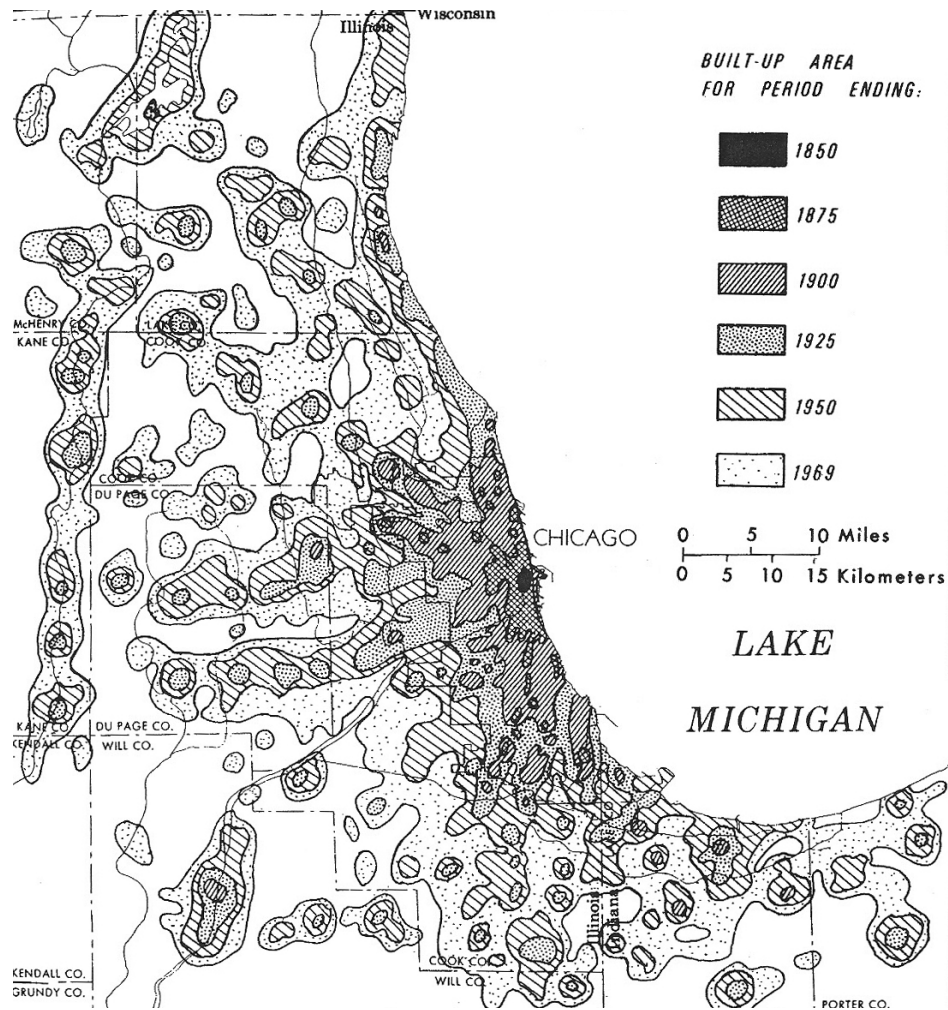 Wisconsin
Illinois
BUILT-UP AREA
FOR PERIOD ENDING:
1850
1875
1900
1925
1950
1969
McHENRY CO.
KANE CO.
LAKE CO.
COOK CO.
COOK CO.
DU PAGE CO.
CHICAGO
0 5 10 Miles
0 5 10 15 Kilometers
LAKE
MICHIGAN
KANE CO.
KENDALL CO.
DU PAGE CO.
WILL CO.
Illinois
Indiana
COOK CO.
WILL CO.
KENDALL CO.
GRUNDY CO.
PORTER CO.